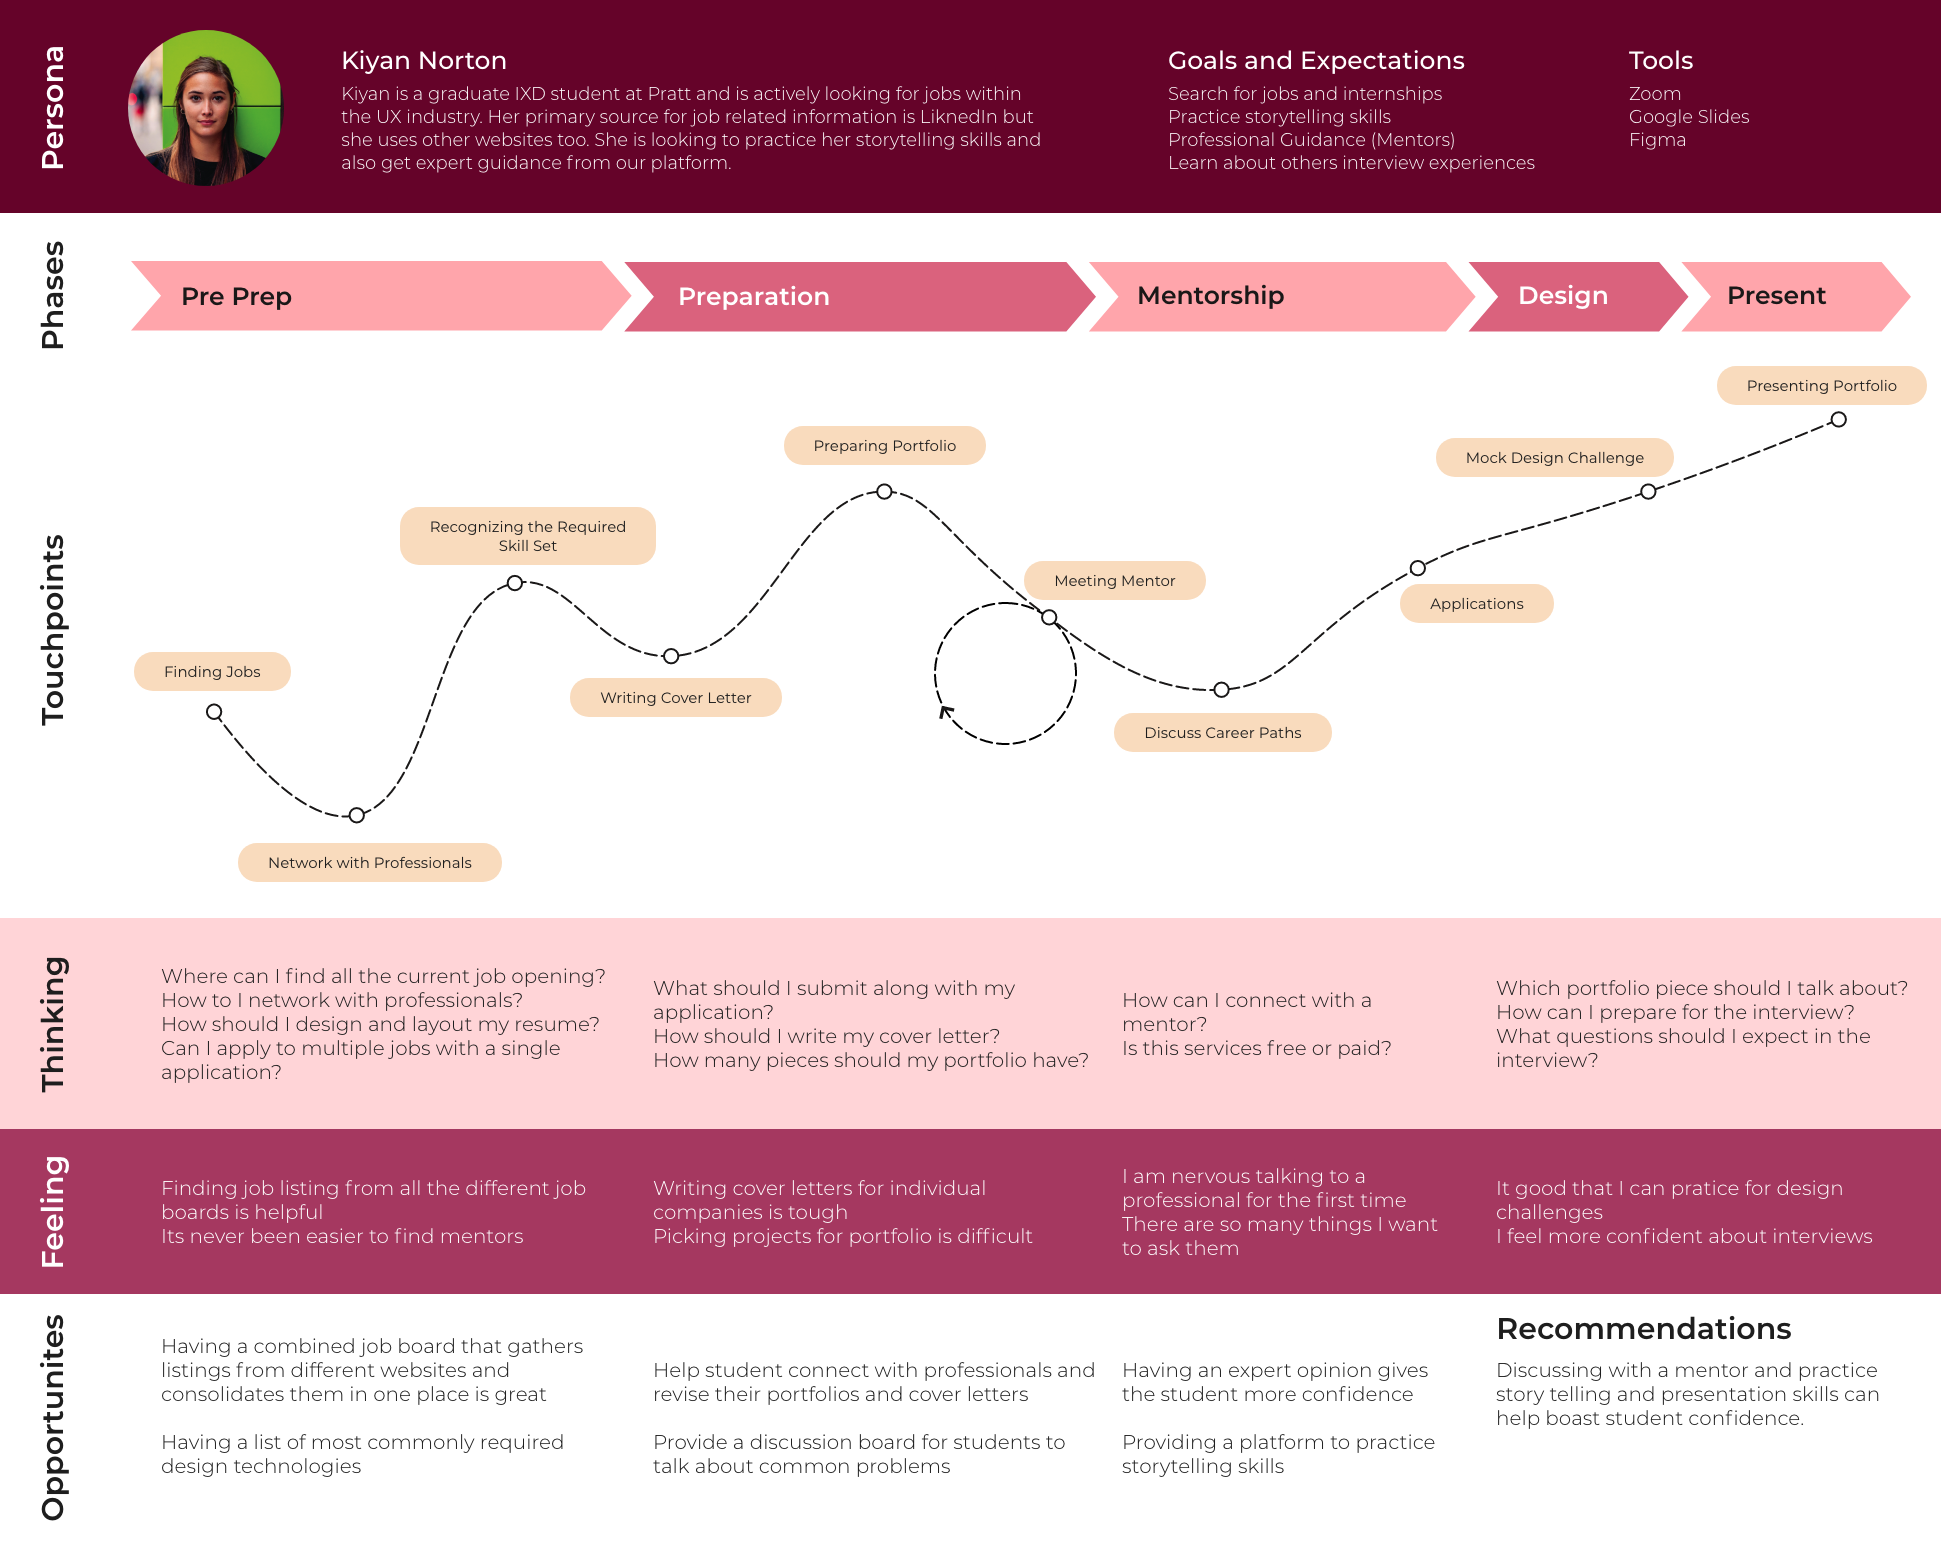 Persona
Kiyan Norton
Kiyan is a graduate IXD student at Pratt and is actively looking for jobs within
the UX industry. Her primary source for job related information is LiknedIn but
she uses other websites too. She is looking to practice her storytelling skills and
also get expert guidance from our platform.
Goals and Expectations
Search for jobs and internships
Practice storytelling skills
Professional Guidance (Mentors)
Learn about others interview experiences
Tools
Zoom
Google Slides
Figma
Phases
Pre Prep
Preparation
Mentorship
Design
Present
Touchpoints
Finding Jobs
Network with Professionals
Recognizing the Required
Skill Set
Writing Cover Letter
Preparing Portfolio
Meeting Mentor
Discuss Career Paths
Applications
Mock Design Challenge
Presenting Portfolio
Thinking
Where can I find all the current job opening?
How to I network with professionals?
How should I design and layout my resume?
Can I apply to multiple jobs with a single
application?
What should I submit along with my
application?
How should I write my cover letter?
How many pieces should my portfolio have?
How can I connect with a
mentor?
Is this services free or paid?
Which portfolio piece should I talk about?
How can I prepare for the interview?
What questions should I expect in the
interview?
Feeling
Finding job listing from all the different job
boards is helpful
Its never been easier to find mentors
Writing cover letters for individual
companies is tough
Picking projects for portfolio is difficult
I am nervous talking to a
professional for the first time
There are so many things I want
to ask them
It good that I can pratice for design
challenges
I feel more confident about interviews
Opportunites
Having a combined job board that gathers
listings from different websites and
consolidates them in one place is great
Having a list of most commonly required
design technologies
Help student connect with professionals and
revise their portfolios and cover letters
Provide a discussion board for students to
talk about common problems
Having an expert opinion gives
the student more confidence
Providing a platform to practice
storytelling skills
Recommendations
Discussing with a mentor and practice
story telling and presentation skills can
help boast student confidence.